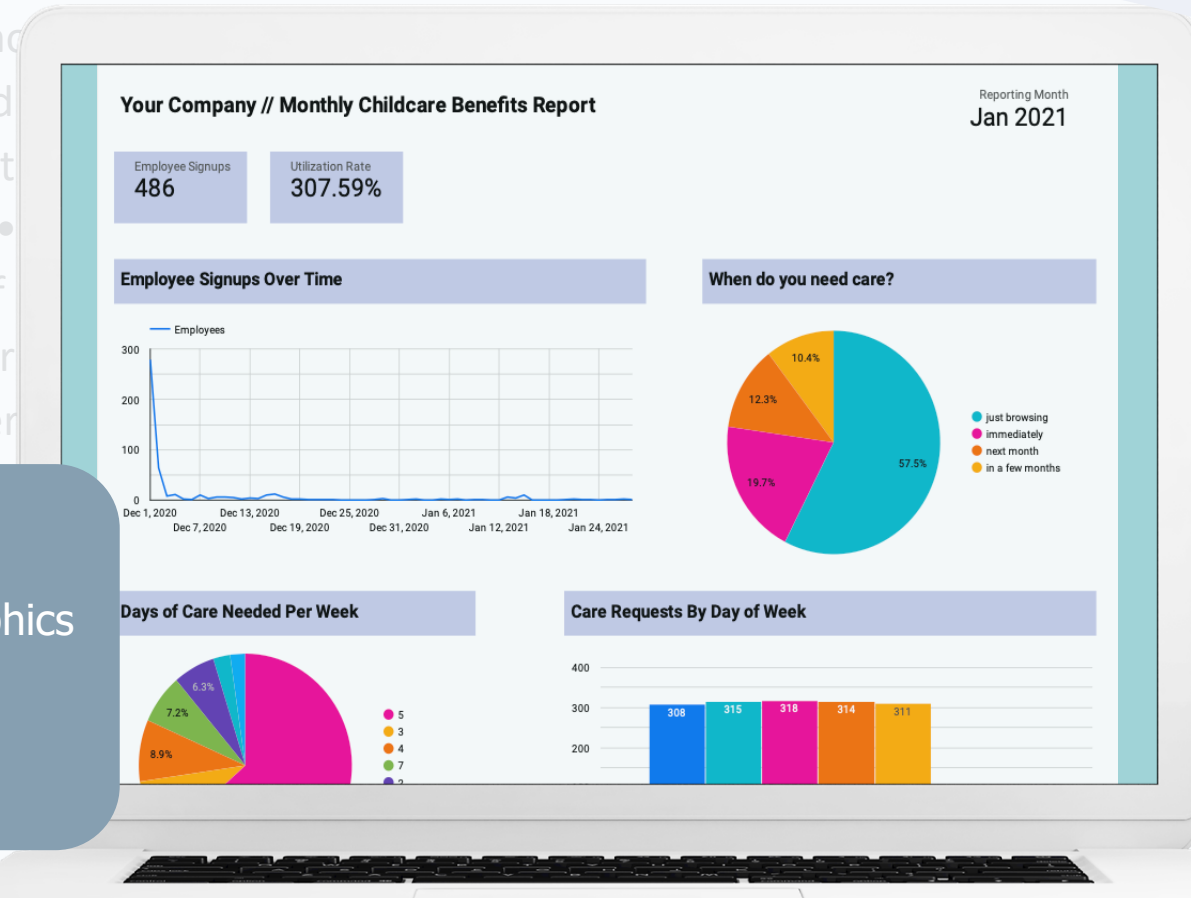 Your Company // Monthly Childcare Benefits Report
Reporting Month
Jan 2021
Employee Signups
486
Utilization Rate
307.59%
Employee Signups Over Time
Employees
300
200
100
0
Dec 1, 2020
Dec 7, 2020
Dec 13, 2020
Dec 19, 2020
Dec 25, 2020
Dec 31, 2020
Jan 6, 2021
Jan 12, 2021
Jan 18, 2021
Jan 24, 2021
When do you need care?
10.4%
12.3%
19.7%
57.5%
just browsing
immediately
next month
in a few months
phics
Days of Care Needed Per Week
6.3%
7.2%
8.9%
5
3
4
7
Care Requests By Day of Week
400
300
200
308
315
318
314
311